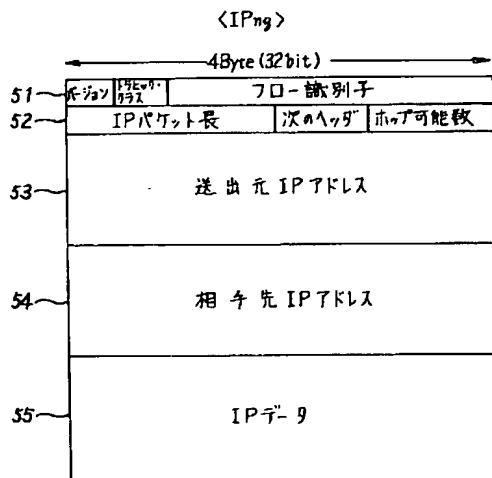 〈IPng〉
4Byte(32bit)
51 バージョン トラヒック・クラス フロー識別子
52 IPパケット長 次のヘッダ ホップ可能数
53 送出元IPアドレス
54 相手先IPアドレス
55 IPデータ